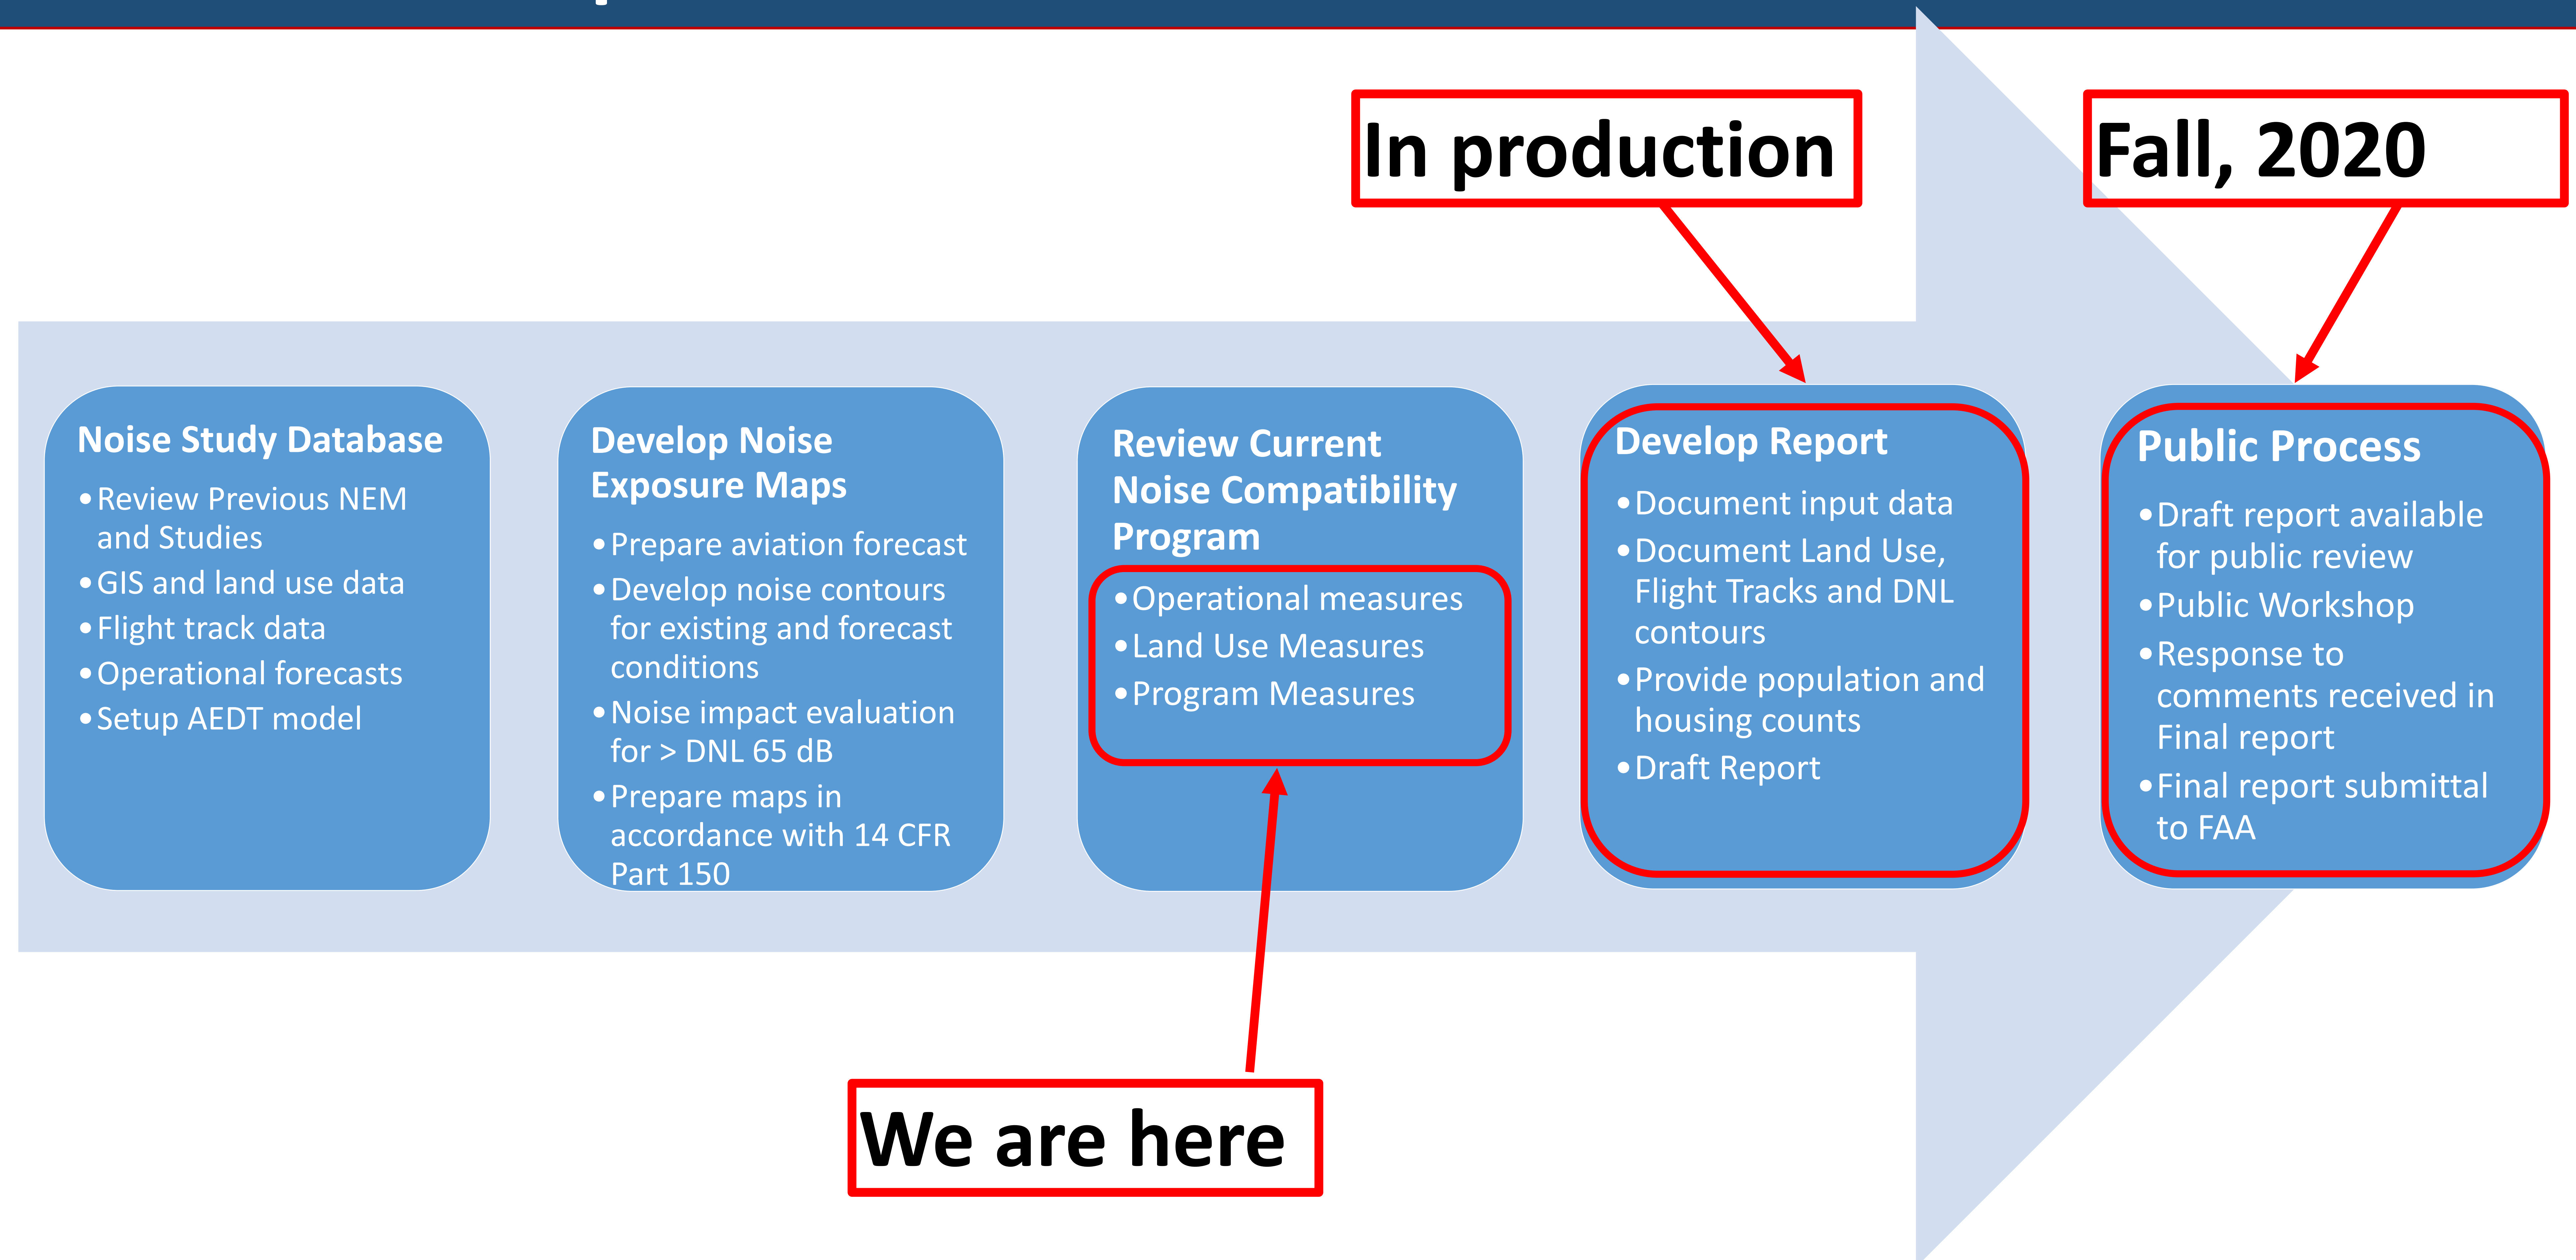 In production
Fall, 2020
Noise Study Database
•Review Previous NEM
and Studies
•GIS and land use data
•Flight track data
•Operational forecasts
•Setup AEDT model
Develop Noise
Exposure Maps
•Prepare aviation forecast
•Develop noise contours
for existing and forecast
conditions
•Noise impact evaluation
for > DNL 65 dB
•Prepare maps in
accordance with 14 CFR
Part 150
Review Current
Noise Compatibility
Program
•Operational measures
•Land Use Measures
•Program Measures
Develop Report
•Document input data
•Document Land Use,
Flight Tracks and DNL
contours
•Provide population and
housing counts
•Draft Report
Public Process
•Draft report available
for public review
•Public Workshop
•Response to
comments received in
Final report
•Final report submittal
to FAA
We are here